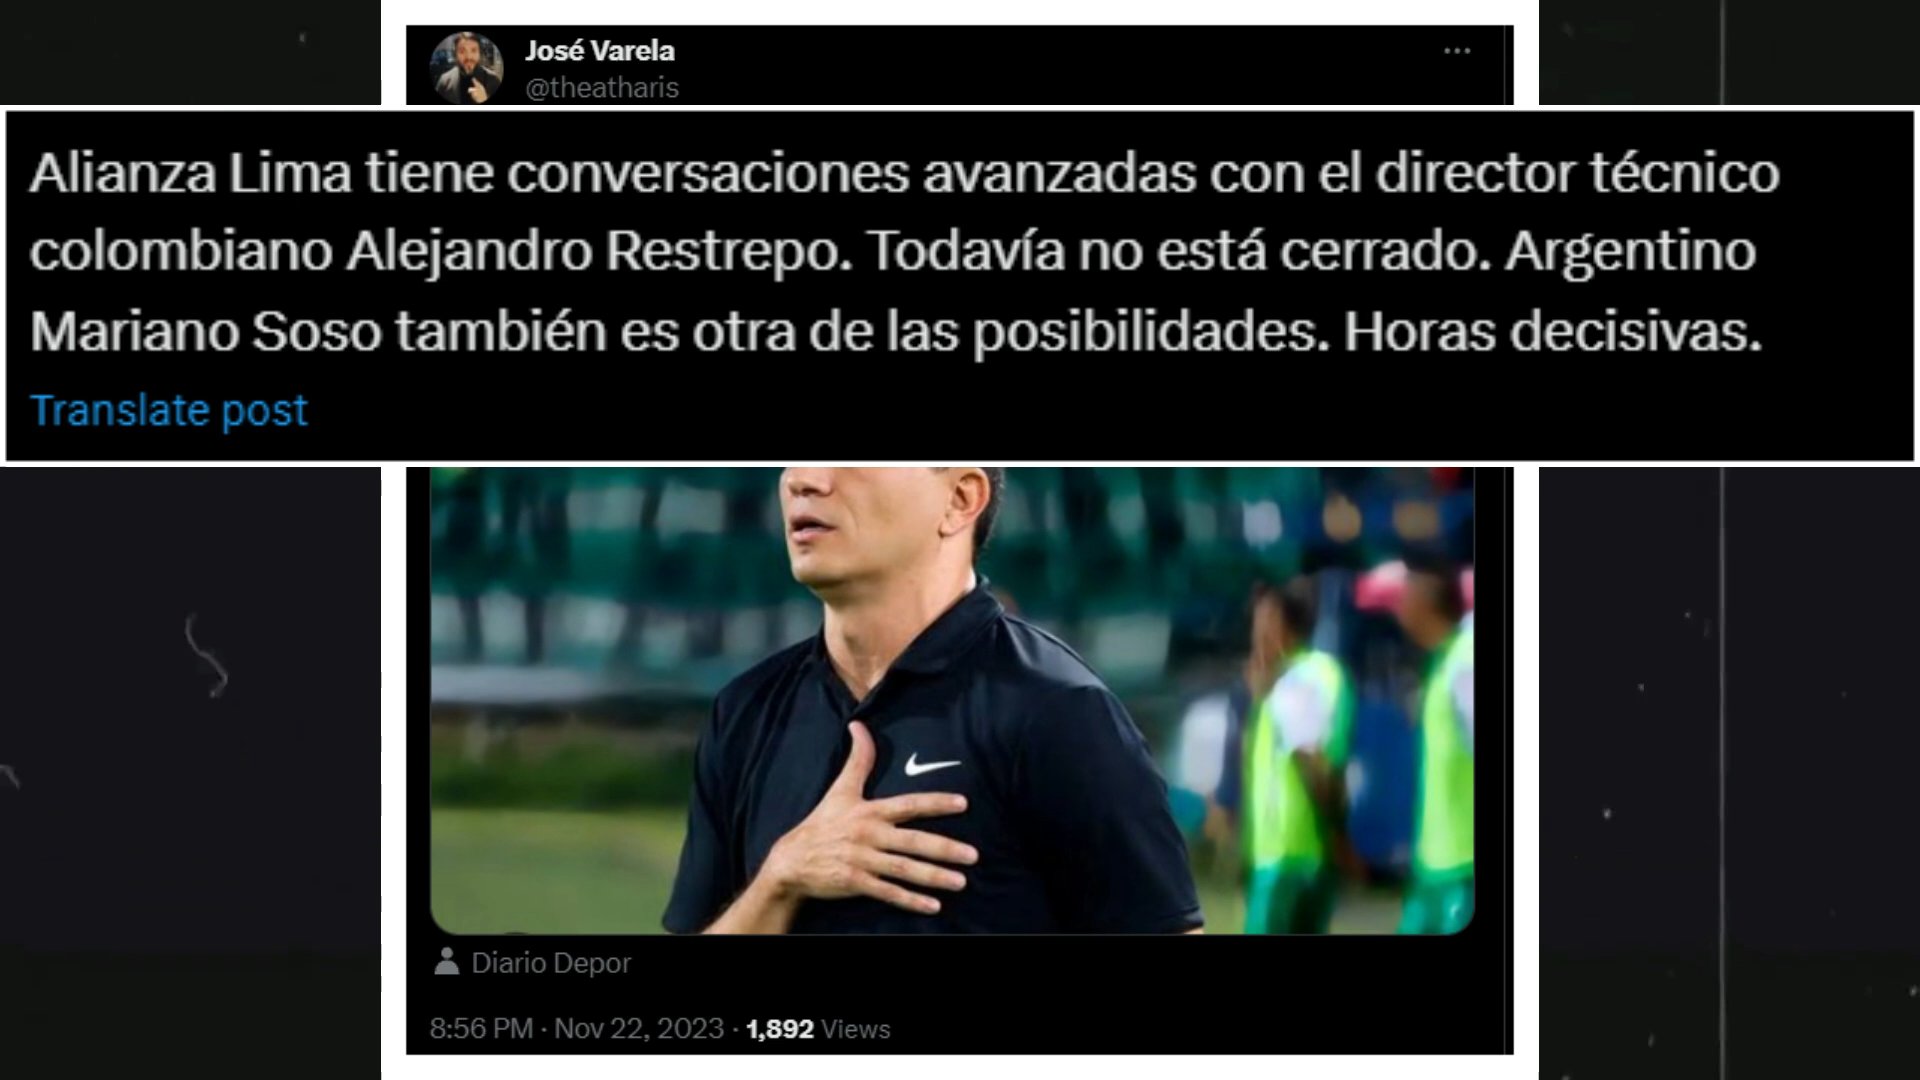 José Varela
@theatharis
Alianza Lima tiene conversaciones avanzadas con el director técnico
colombiano Alejandro Restrepo. Todavía no está cerrado. Argentino
Mariano Soso también es otra de las posibilidades. Horas decisivas.
Translate post
Diario Depor
8:56 PM · Nov 22, 2023 · 1,892 Views